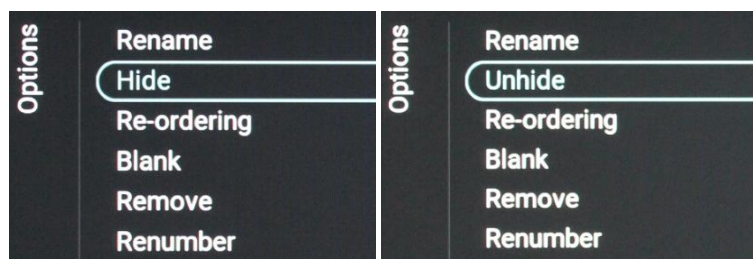 Options
Rename
Hide
Re-ordering
Blank
Remove
Renumber
Options
Rename
Unhide
Re-ordering
Blank
Remove
Renumber